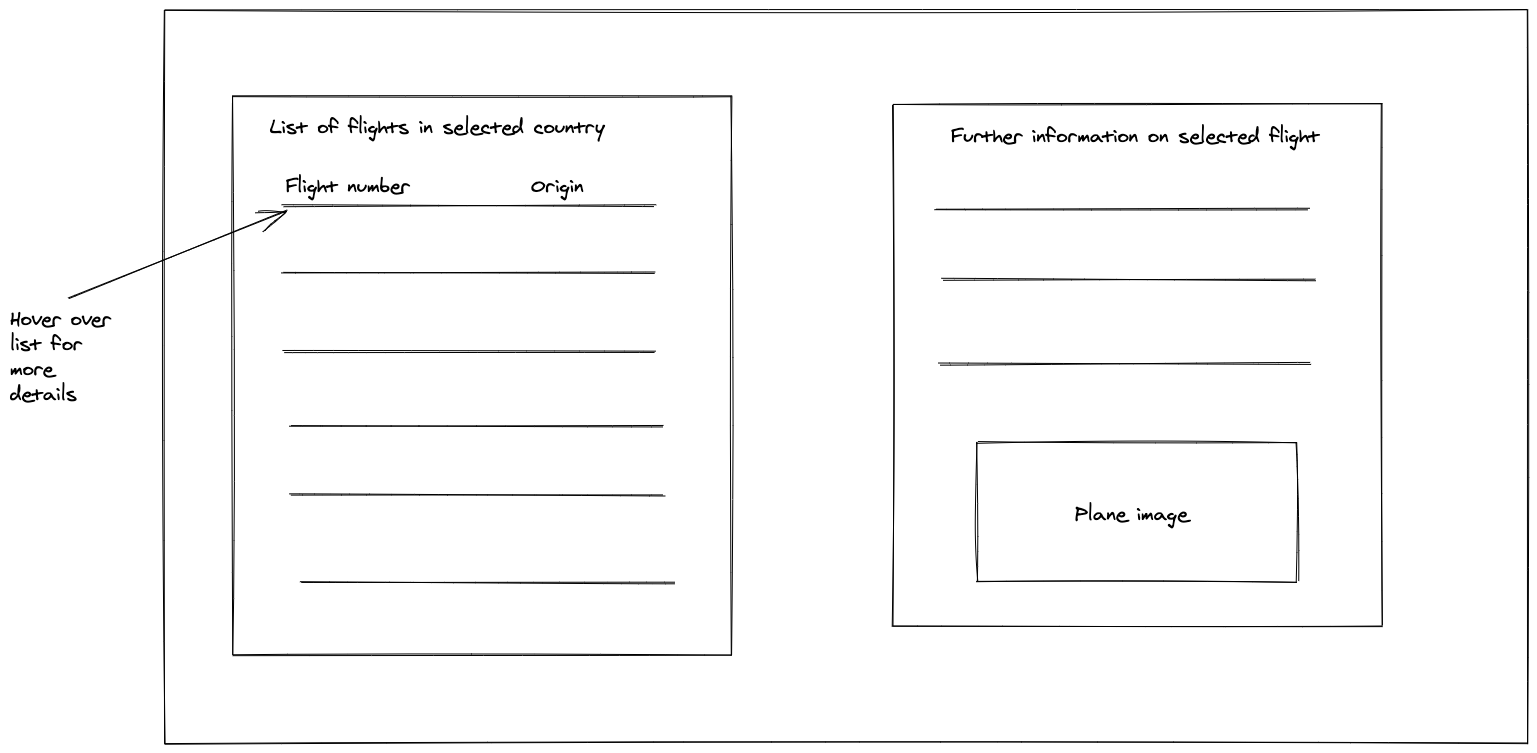 List of flights in selected country
Flight number Origin
Hover over
list for
more
details
Further information on selected flight
Plane image